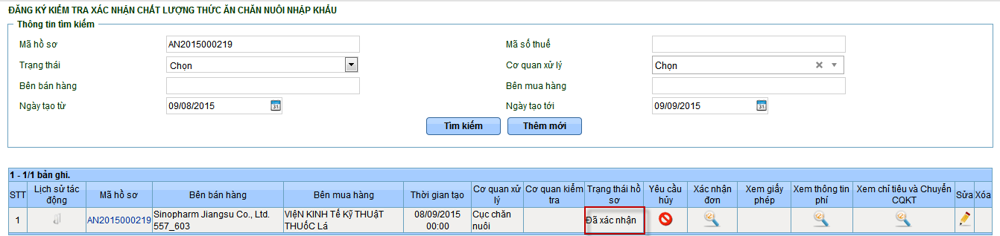 ĐĂNG KÝ KIỂM TRA XÁC NHẬN CHẤT LƯỢNG THỨC ĂN CHĂN NUÔI NHẬP KHẨU
Thông tin tìm kiếm
Mã hồ sơ AN2015000219 Mã số thuế
Trạng thái Chọn Cơ quan xử lý Chọn
Bên bán hàng Bên mua hàng
Ngày tạo từ 09/08/2015 Ngày tạo tới 09/09/2015
Tìm kiếm Thêm mới
1 - 1/1 bản ghi.
STT Lịch sử tác động Mã hồ sơ Bên bán hàng Bên mua hàng Thời gian tạo Cơ quan xử lý Cơ quan kiểm tra Trạng thái hồ sơ Yêu cầu hủy Xác nhận đơn Xem giấy phép Xem thông tin phí Xem chỉ tiêu và Chuyển CQKT Sửa Xóa
1 AN2015000219 Sinopharm Jiangsu Co., Ltd. 557_603 VIệN KINH Tế Kỹ THUậT THUốC Lá 08/09/2015 00:00 Cục chăn nuôi Đã xác nhận